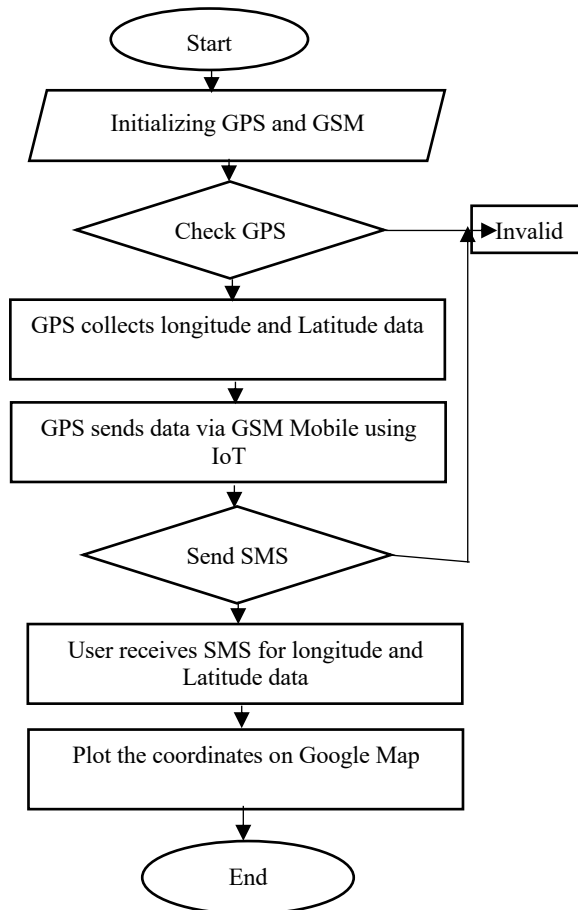 Start
Initializing GPS and GSM
Check GPS
Invalid
GPS collects longitude and Latitude data
GPS sends data via GSM Mobile using
IoT
Send SMS
User receives SMS for longitude and
Latitude data
Plot the coordinates on Google Map
End